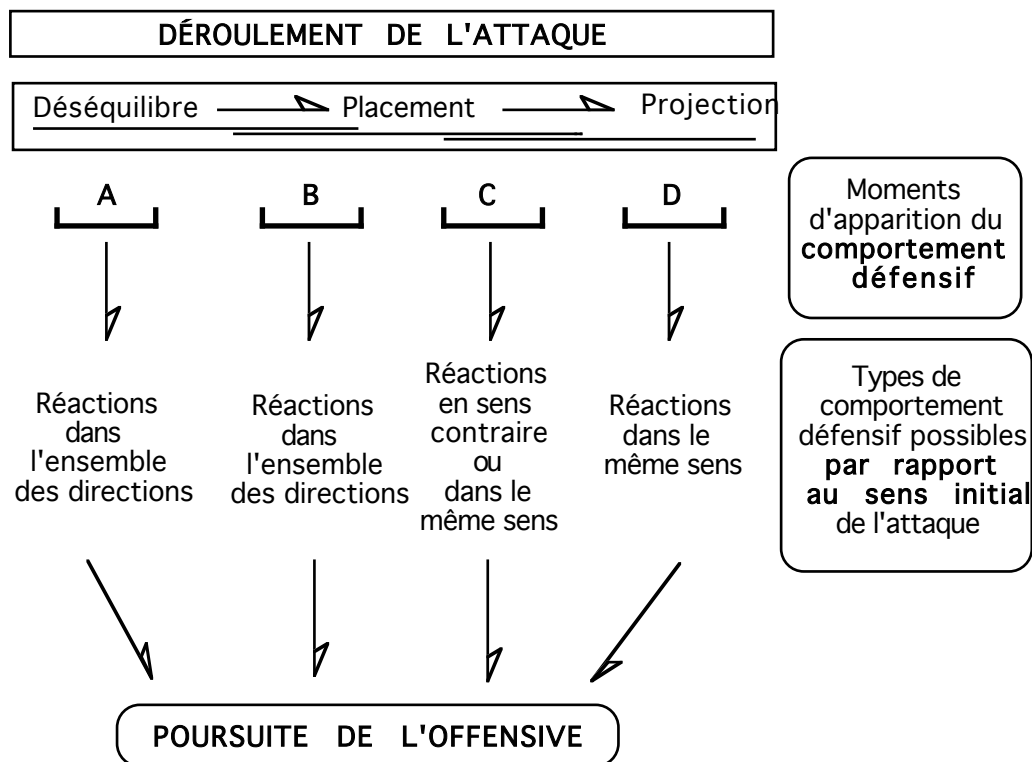 DÉROULEMENT DE L'ATTAQUE
Déséquilibre Placement Projection
A B C D
Moments
d'apparition du
comportement
défensif
Réactions
dans
l'ensemble
des directions
Réactions
dans
l'ensemble
des directions
Réactions
en sens
contraire
ou
dans le
même sens
Réactions
dans le
même sens
Types de
comportement
défensif possibles
par rapport
au sens initial
de l'attaque
POURSUITE DE L'OFFENSIVE